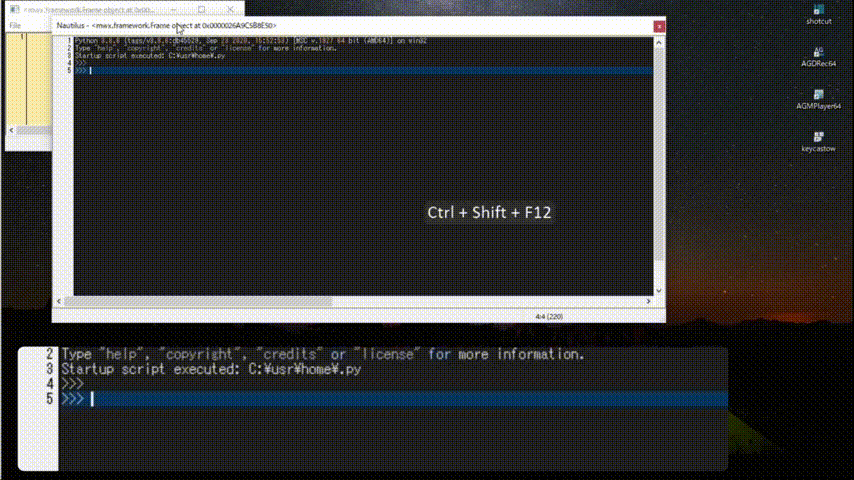 <mwx.framework.Frame object at 0x00...
File
Nautilus - <mwx.framework.Frame object at 0x0000026A9C5B8E50>
1 Python 3.8.6 (tags/v3.8.6:db45529, Sep 23 2020, 15:52:53) [MSC v.1927 64 bit (AMD64)] on win32
2 Type "help", "copyright", "credits" or "license" for more information.
3 Startup script executed: C:¥usr¥home¥.py
4 >>>
5 >>>
Ctrl + Shift + F12
4:4 (220)
shotcut
AGDRec64
AGMPlayer64
keycastow
2 Type "help", "copyright", "credits" or "license" for more information.
3 Startup script executed: C:¥usr¥home¥.py
4 >>>
5 >>>